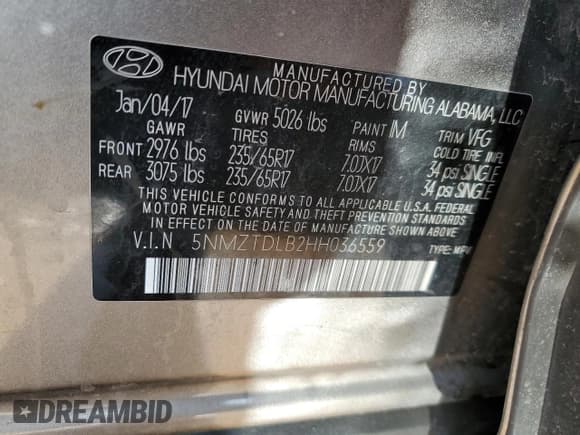 MANUFACTURED BY
HYUNDAI MOTOR MANUFACTURING ALABAMA, LLC
Jan/04/17 GVWR 5026 lbs PAINT IM TRIM VFG
GAWR TIRES RIMS COLD TIRE INFL
FRONT 2976 lbs 235/65R17 7.0JX17 34 psi SINGLE
REAR 3075 lbs 235/65R17 7.0JX17 34 psi SINGLE
THIS VEHICLE CONFORMS TO ALL APPLICABLE U.S.A. FEDERAL
MOTOR VEHICLE SAFETY AND THEFT PREVENTION STANDARDS
IN EFFECT ON THE DATE OF MANUFACTURE SHOWN ABOVE.
V.I.N 5NMZTDLB2HH036559 TYPE: MPV
DREAMBID